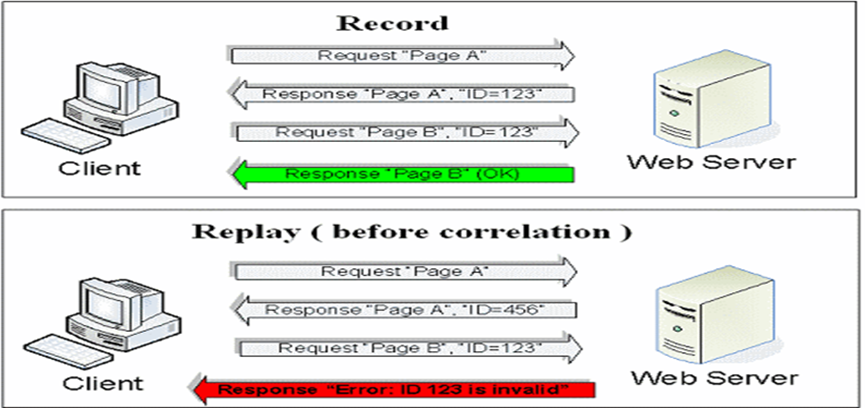 Record
Request "Page A"
Response "Page A", "ID=123"
Request "Page B", "ID=123"
Response "Page B" (OK)
Client
Web Server
Replay ( before correlation )
Request "Page A"
Response "Page A", "ID=456"
Request "Page B", "ID=123"
Response "Error: ID 123 is invalid"
Client
Web Server